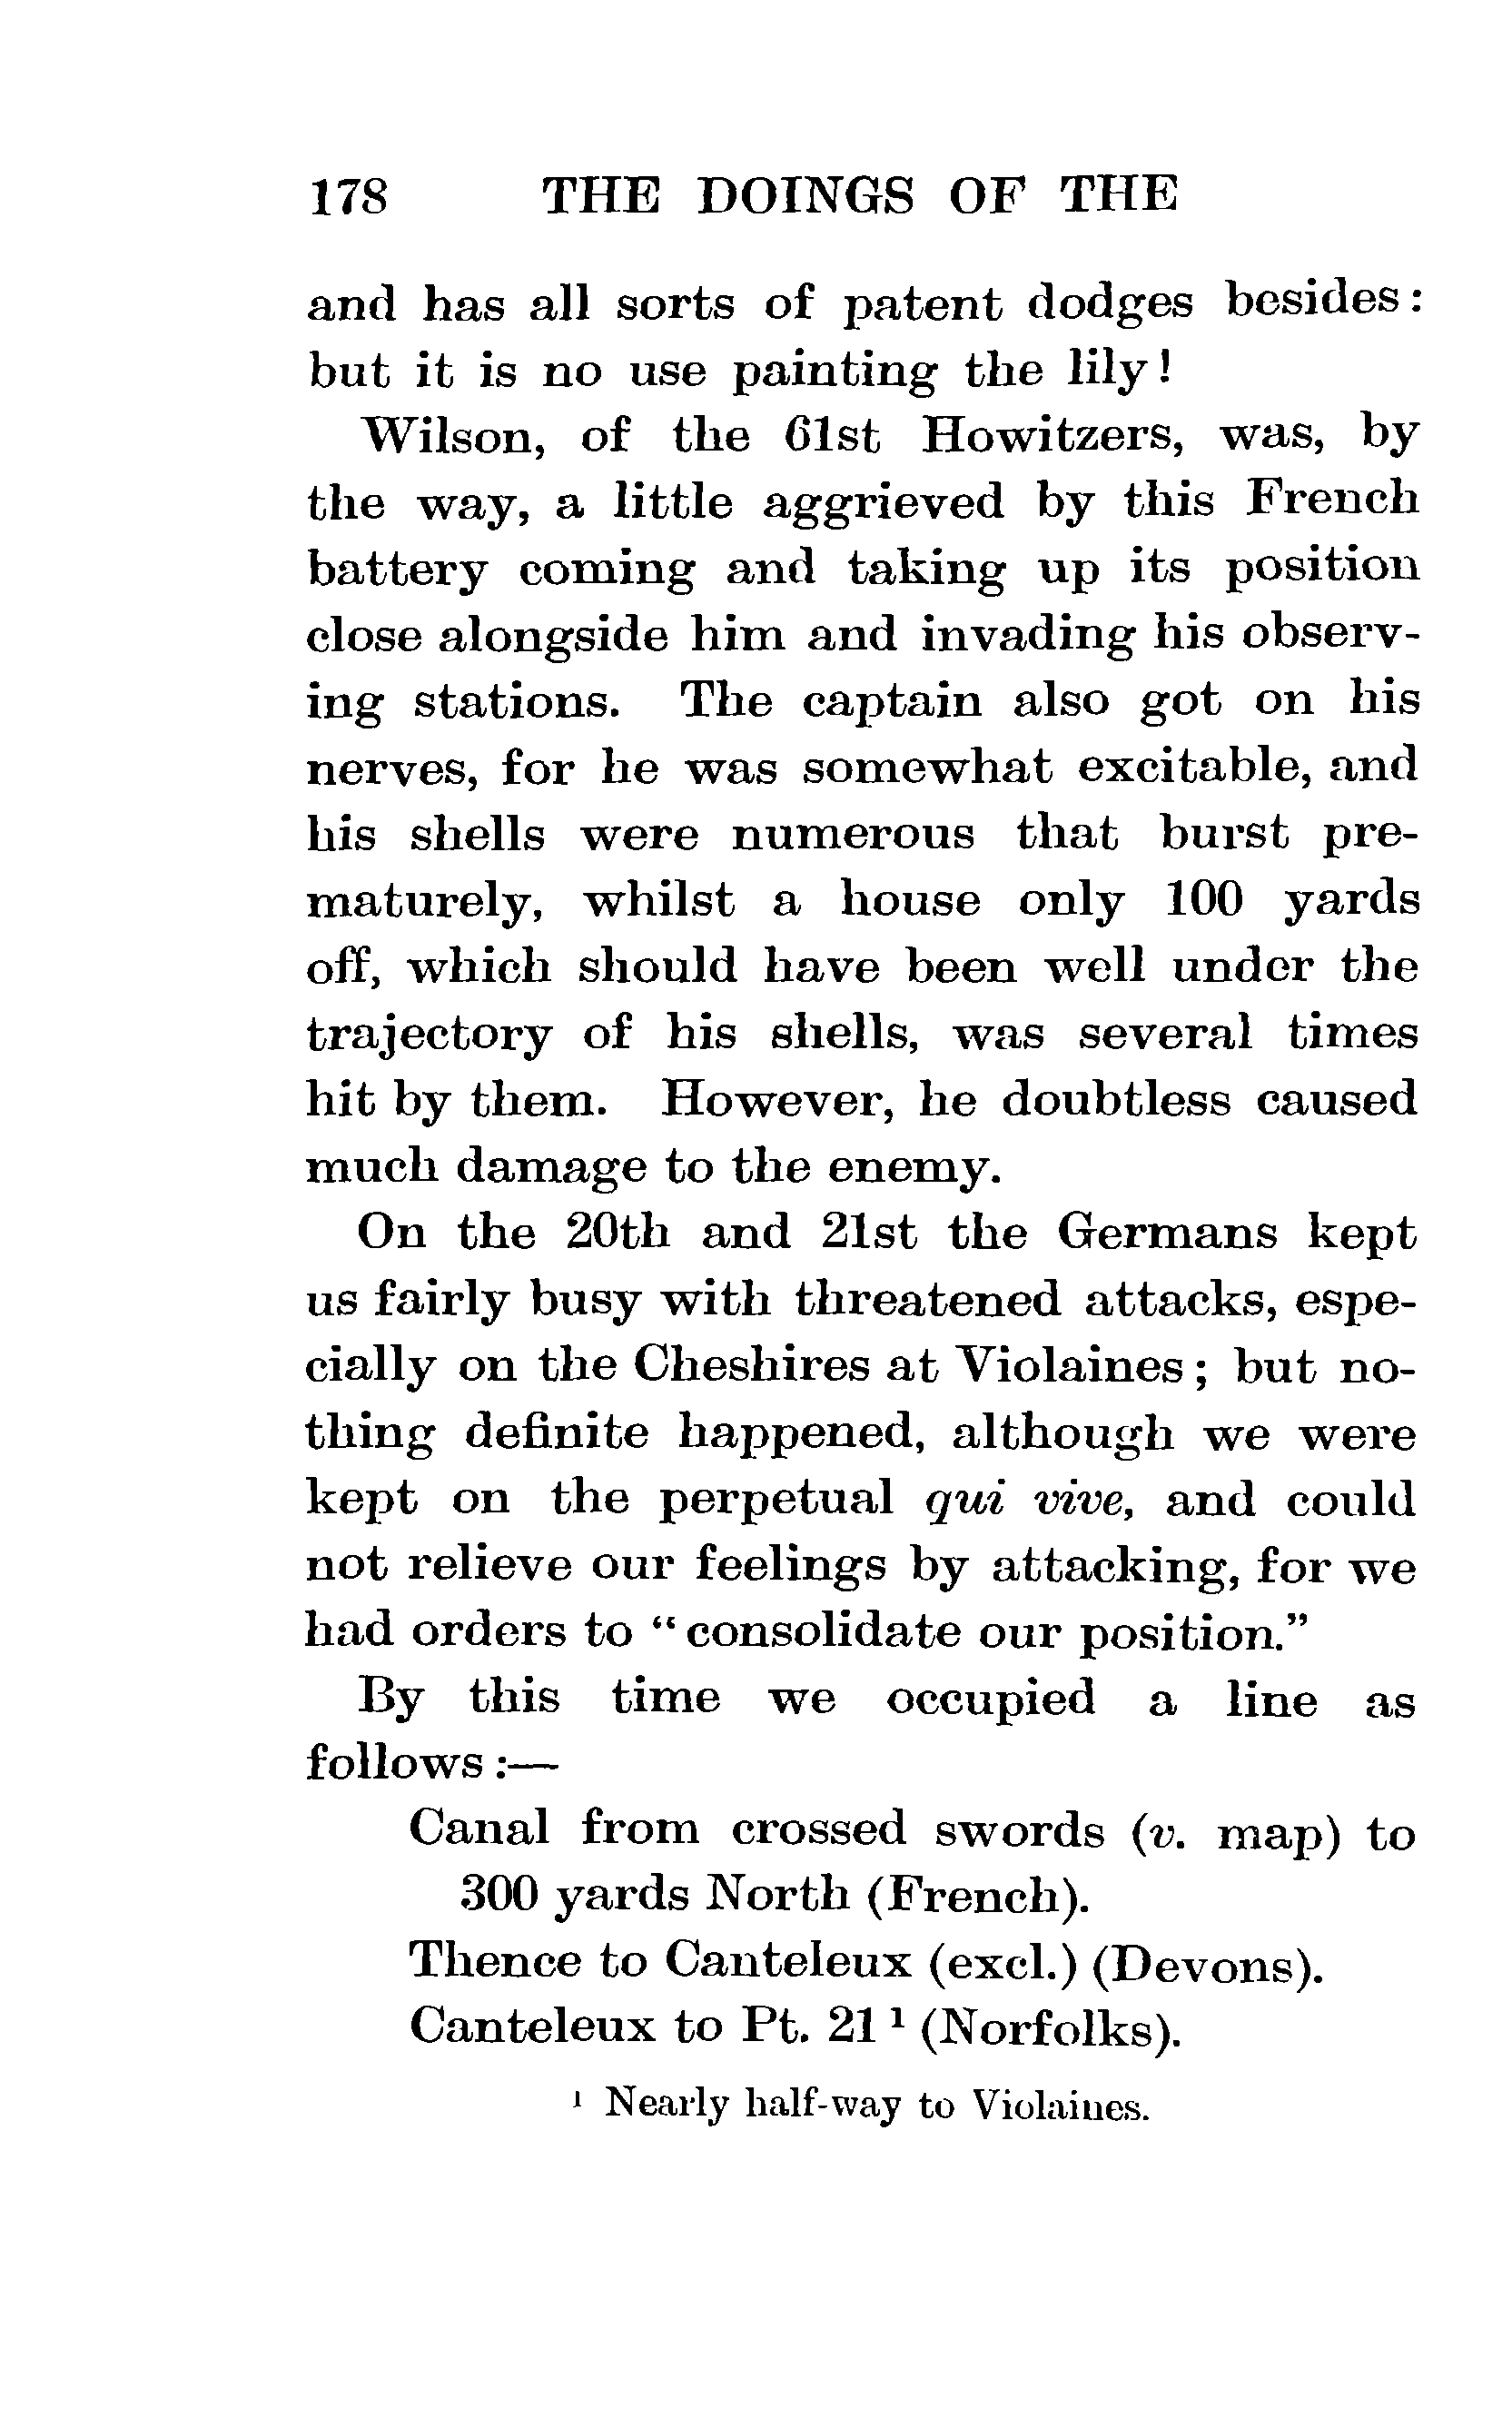 178 THE DOINGS OF THE
and has all sorts of patent dodges besides:
but it is no use painting the lily!
Wilson, of the 61st Howitzers, was, by
the way, a little aggrieved by this French
battery coming and taking up its position
close alongside him and invading his observ-
ing stations. The captain also got on his
nerves, for he was somewhat excitable, and
his shells were numerous that burst pre-
maturely, whilst a house only 100 yards
off, which should have been well under the
trajectory of his shells, was several times
hit by them. However, he doubtless caused
much damage to the enemy.
On the 20th and 21st the Germans kept
us fairly busy with threatened attacks, espe-
cially on the Cheshires at Violaines; but no-
thing definite happened, although we were
kept on the perpetual qui vive, and could
not relieve our feelings by attacking, for we
had orders to "consolidate our position."
By this time we occupied a line as
follows:—
Canal from crossed swords (v. map) to
300 yards North (French).
Thence to Canteleux (excl.) (Devons).
Canteleux to Pt. 21 ¹ (Norfolks).
¹ Nearly half-way to Violaines.